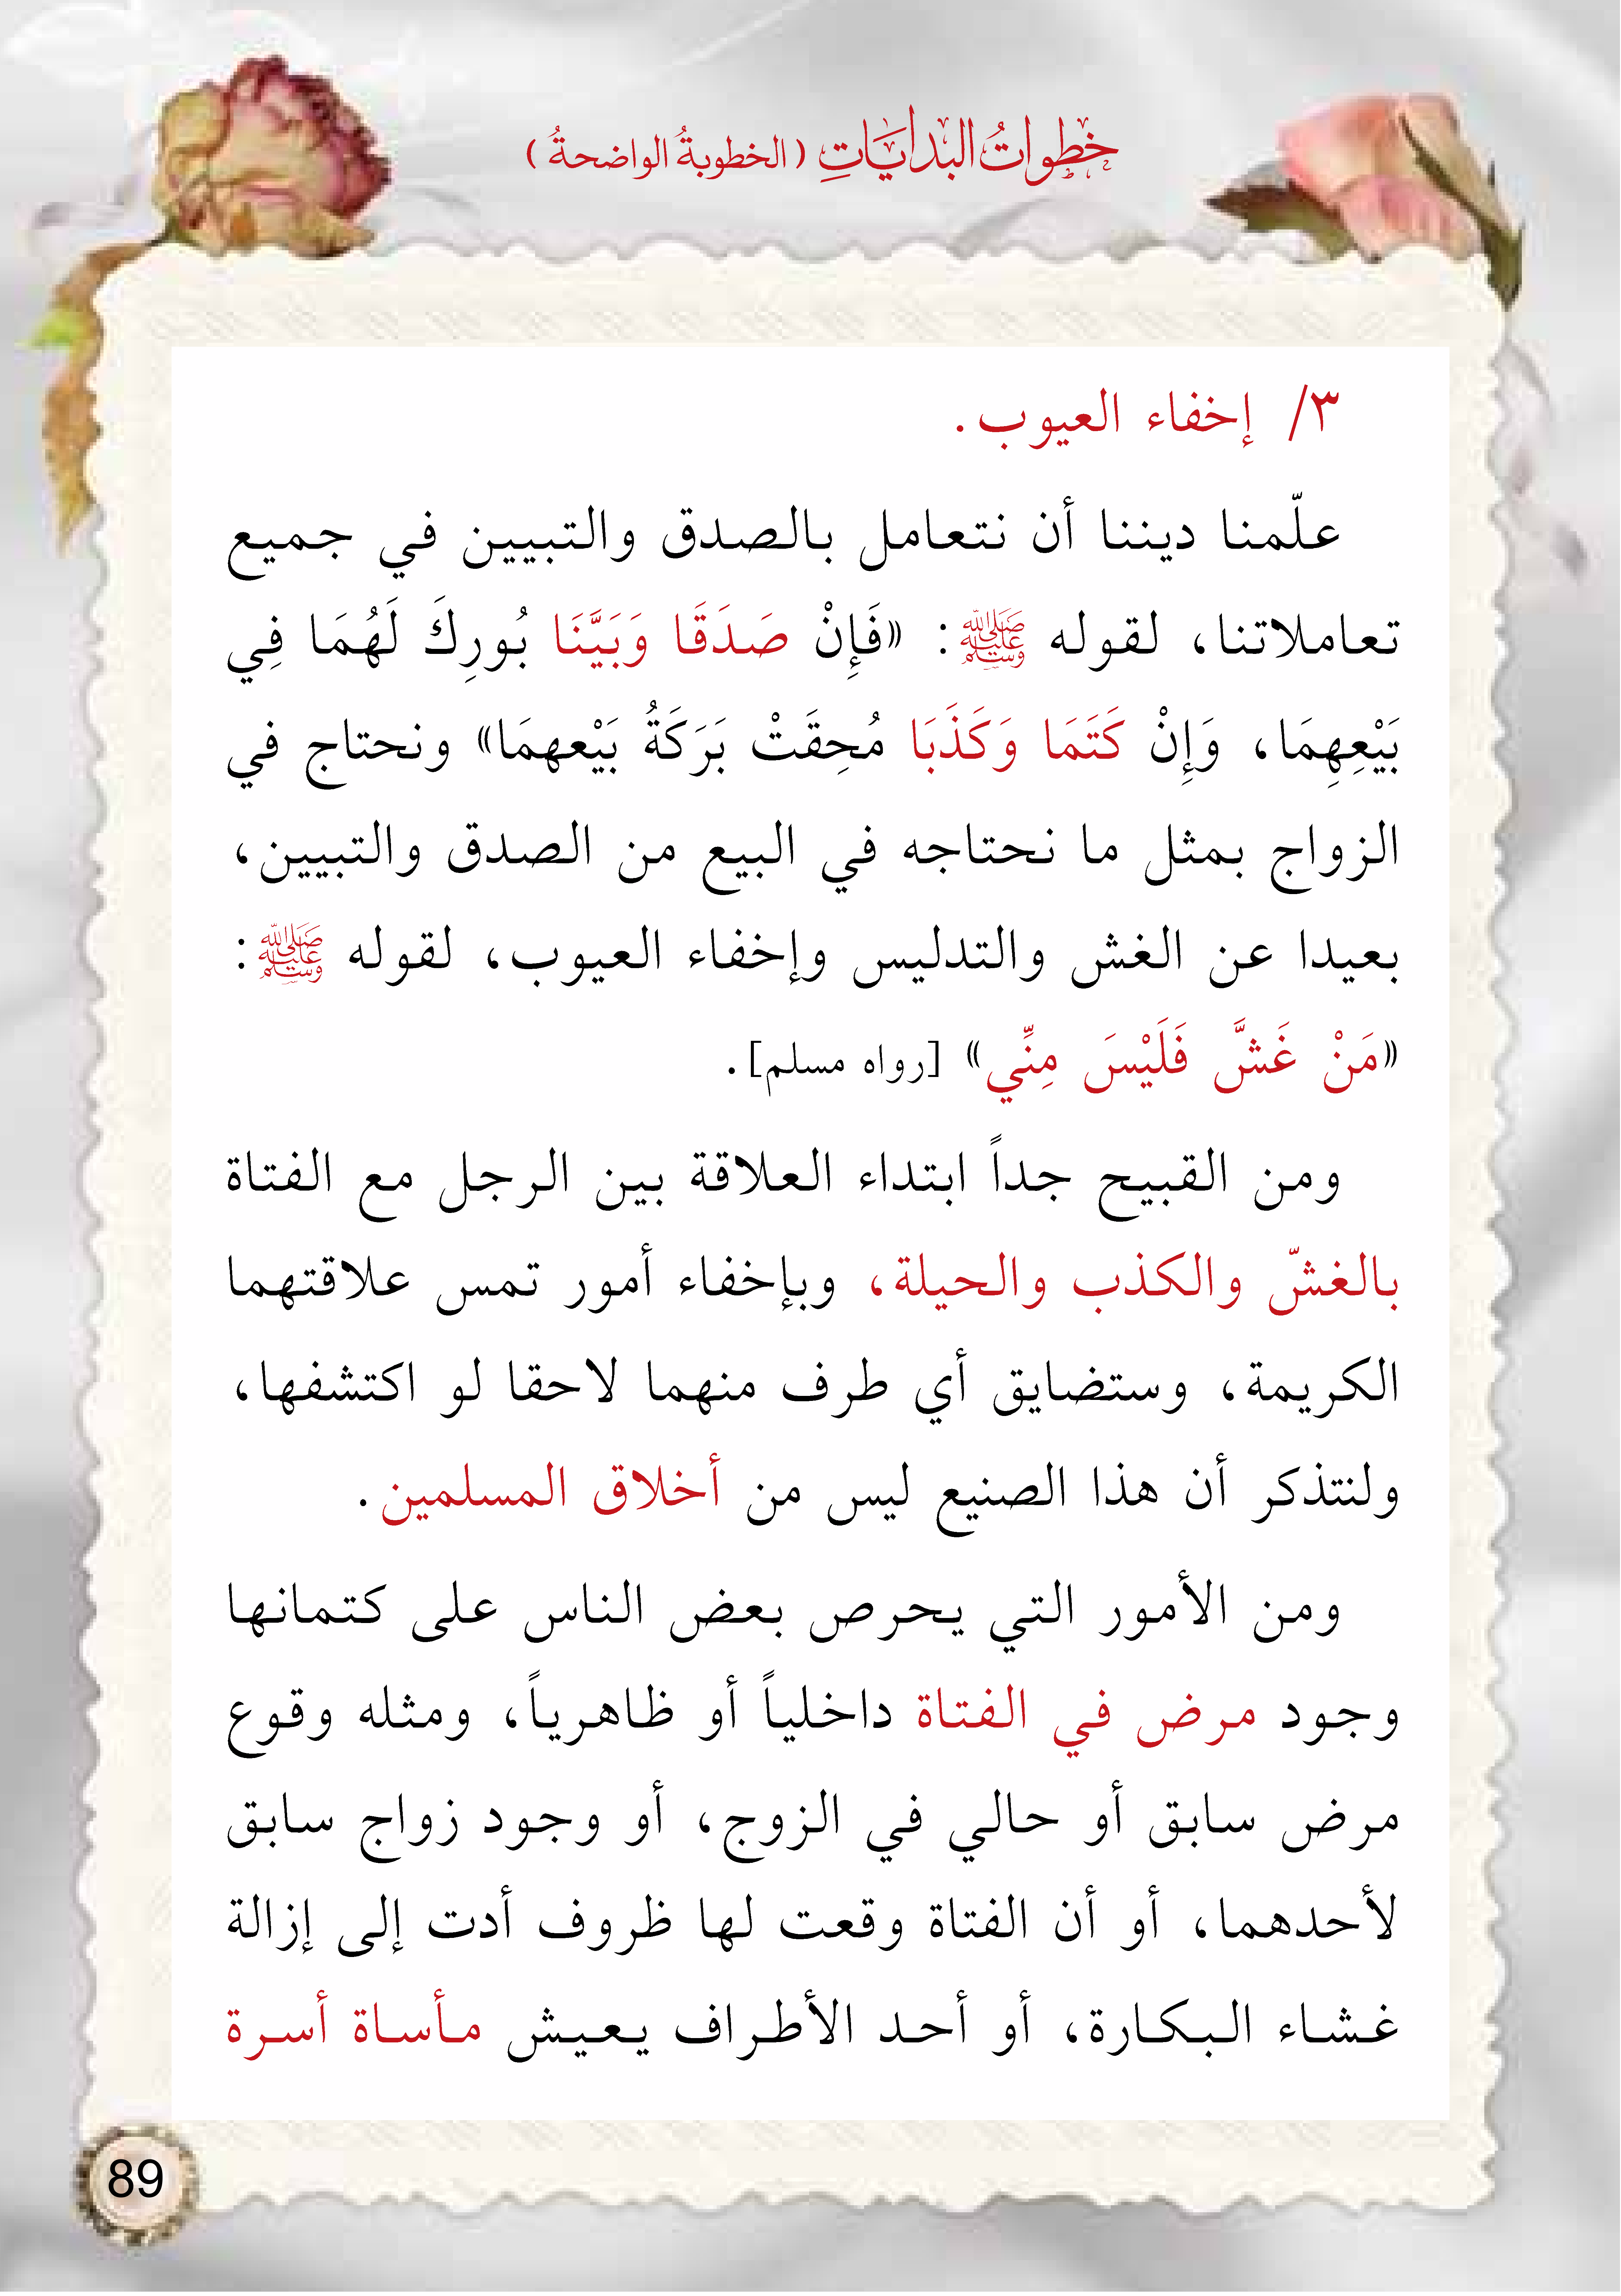 خطواتُ البدايَاتِ ( الخطوبةُ الواضحةُ )
٣/ إخفاء العيوب.
علّمنا ديننا أن نتعامل بالصدق والتبيين في جميع
تعاملاتنا، لقوله ﷺ: «فَإِنْ صَدَقَا وَبَيَّنَا بُورِكَ لَهُمَا فِي
بَيْعِهِمَا، وَإِنْ كَتَمَا وَكَذَبَا مُحِقَتْ بَرَكَةُ بَيْعهمَا» ونحتاج في
الزواج بمثل ما نحتاجه في البيع من الصدق والتبيين،
بعيدا عن الغش والتدليس وإخفاء العيوب، لقوله ﷺ:
«مَنْ غَشَّ فَلَيْسَ مِنِّي» [رواه مسلم].
ومن القبيح جداً ابتداء العلاقة بين الرجل مع الفتاة
بالغشّ والكذب والحيلة، وبإخفاء أمور تمس علاقتهما
الكريمة، وستضايق أي طرف منهما لاحقا لو اكتشفها،
ولنتذكر أن هذا الصنيع ليس من أخلاق المسلمين.
ومن الأمور التي يحرص بعض الناس على كتمانها
وجود مرض في الفتاة داخلياً أو ظاهرياً، ومثله وقوع
مرض سابق أو حالي في الزوج، أو وجود زواج سابق
لأحدهما، أو أن الفتاة وقعت لها ظروف أدت إلى إزالة
غشاء البكارة، أو أحد الأطراف يعيش مأساة أسرة
89